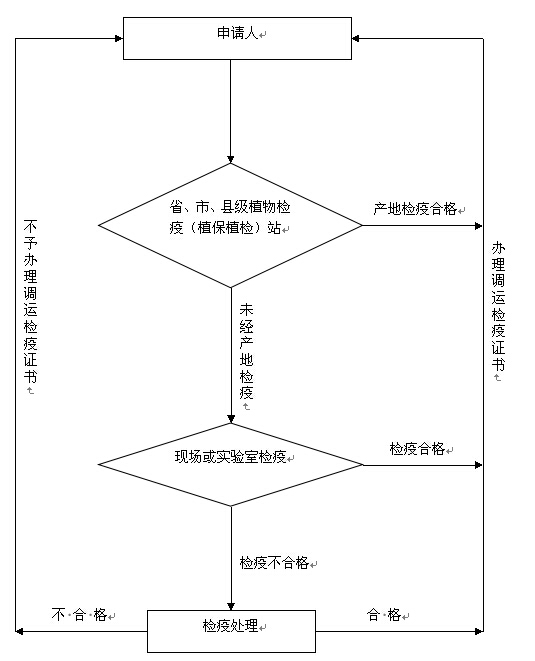 申请人
省、市、县级植物检
疫（植保植检）站
产地检疫合格
不予办理调运检疫证书
办理调运检疫证书
未经产地检疫
现场或实验室检疫
检疫合格
检疫不合格
不合格
检疫处理
合格